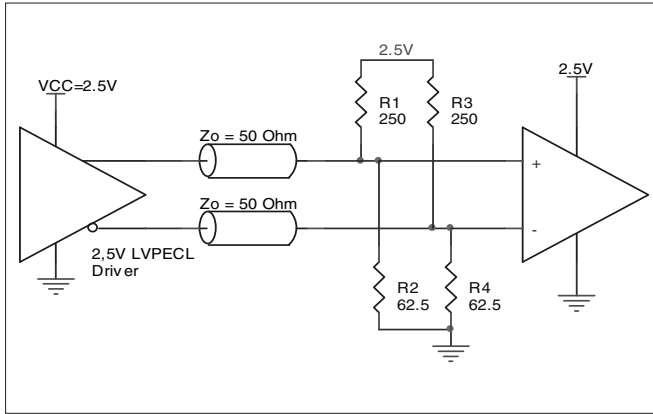 2.5V
VCC=2.5V
2.5V
R1
250
R3
250
Zo = 50 Ohm
+
Zo = 50 Ohm
-
2,5V LVPECL
Driver
R2
62.5
R4
62.5